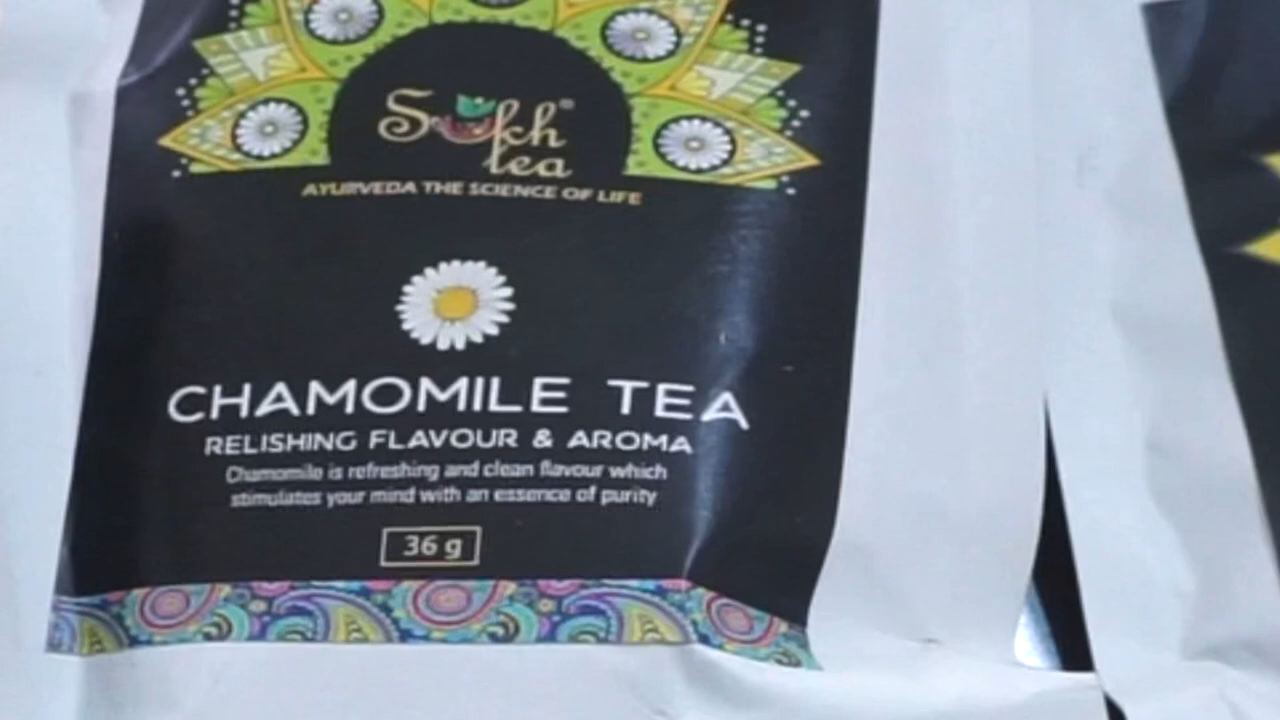 Sukh®
tea
AYURVEDA THE SCIENCE OF LIFE
CHAMOMILE TEA
RELISHING FLAVOUR & AROMA
Chamomile is refreshing and clean flavour which
stimulates your mind with an essence of purity
36 g